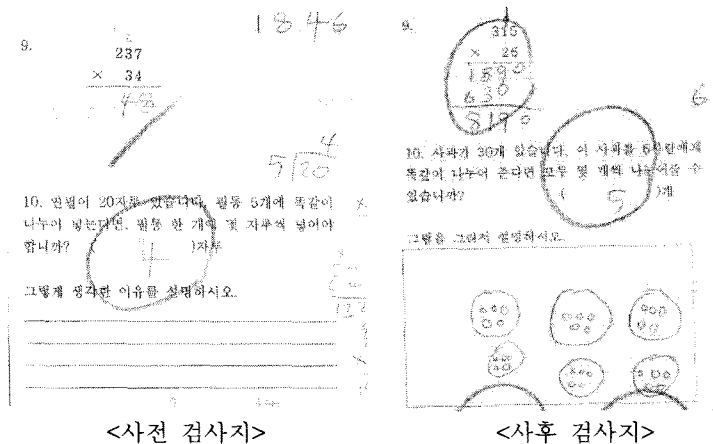 18.46
9.
237
× 34
4
5 20
10. 연필이 20자루 있습니다. 필통 5개에 똑같이
나누어 넣는다면, 필통 한 개에 몇 자루씩 넣어야
합니까? ( 4 )자루
그렇게 생각한 이유를 설명하시오.
<사전 검사지>
9.
315
× 26
1890
630
8190
6
10. 사과가 30개 있습니다. 이 사과를 6사람에게
똑같이 나누어 준다면 모두 몇 개씩 나누어줄 수
있습니까? ( 5 )개
그림을 그려서 설명하시오.
<사후 검사지>